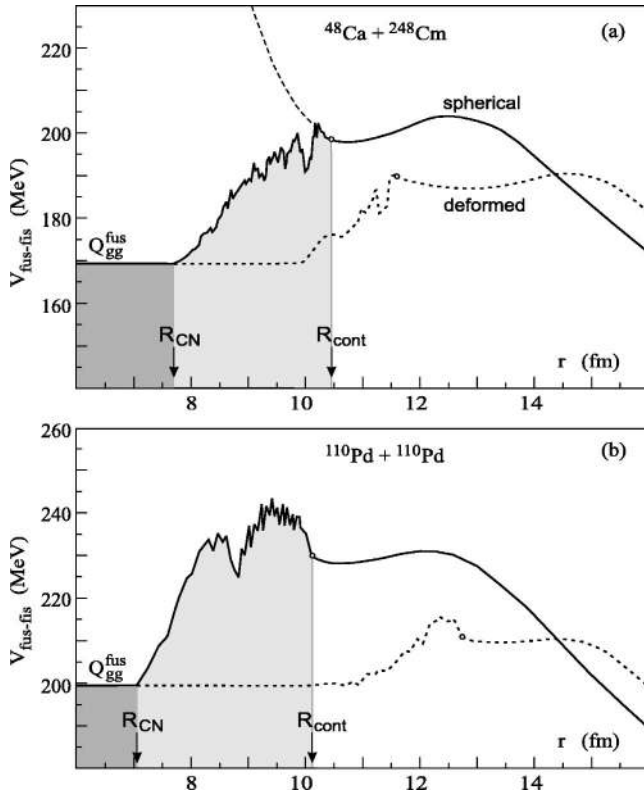 220
200
180
160
V_fus-fis (MeV)
⁴⁸Ca + ²⁴⁸Cm
(a)
spherical
deformed
Q_gg^fus
R_CN
R_cont
r (fm)
8
10
12
14
¹¹⁰Pd + ¹¹⁰Pd
(b)
260
240
220
200
V_fus-fis (MeV)
Q_gg^fus
R_CN
R_cont
r (fm)
8
10
12
14